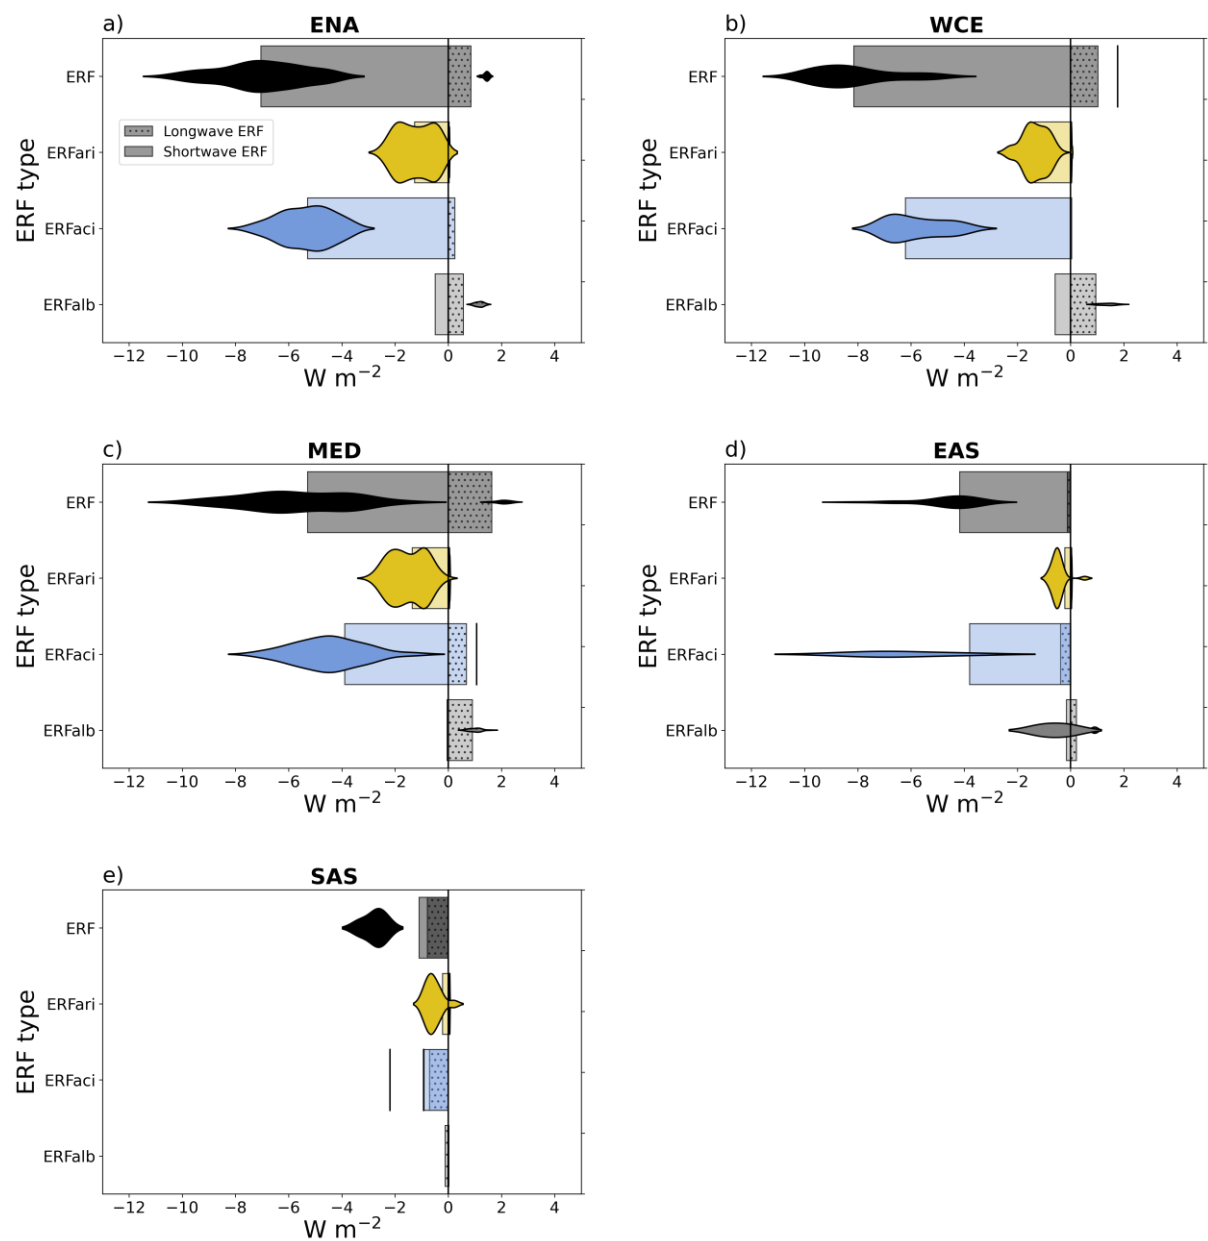 a)
ENA
ERF
ERFari
ERFaci
ERFalb
ERF type
Longwave ERF
Shortwave ERF
−12 −10 −8 −6 −4 −2 0 2 4
W m⁻²
b)
WCE
ERF
ERFari
ERFaci
ERFalb
ERF type
−12 −10 −8 −6 −4 −2 0 2 4
W m⁻²
c)
MED
ERF
ERFari
ERFaci
ERFalb
ERF type
−12 −10 −8 −6 −4 −2 0 2 4
W m⁻²
d)
EAS
ERF
ERFari
ERFaci
ERFalb
ERF type
−12 −10 −8 −6 −4 −2 0 2 4
W m⁻²
e)
SAS
ERF
ERFari
ERFaci
ERFalb
ERF type
−12 −10 −8 −6 −4 −2 0 2 4
W m⁻²